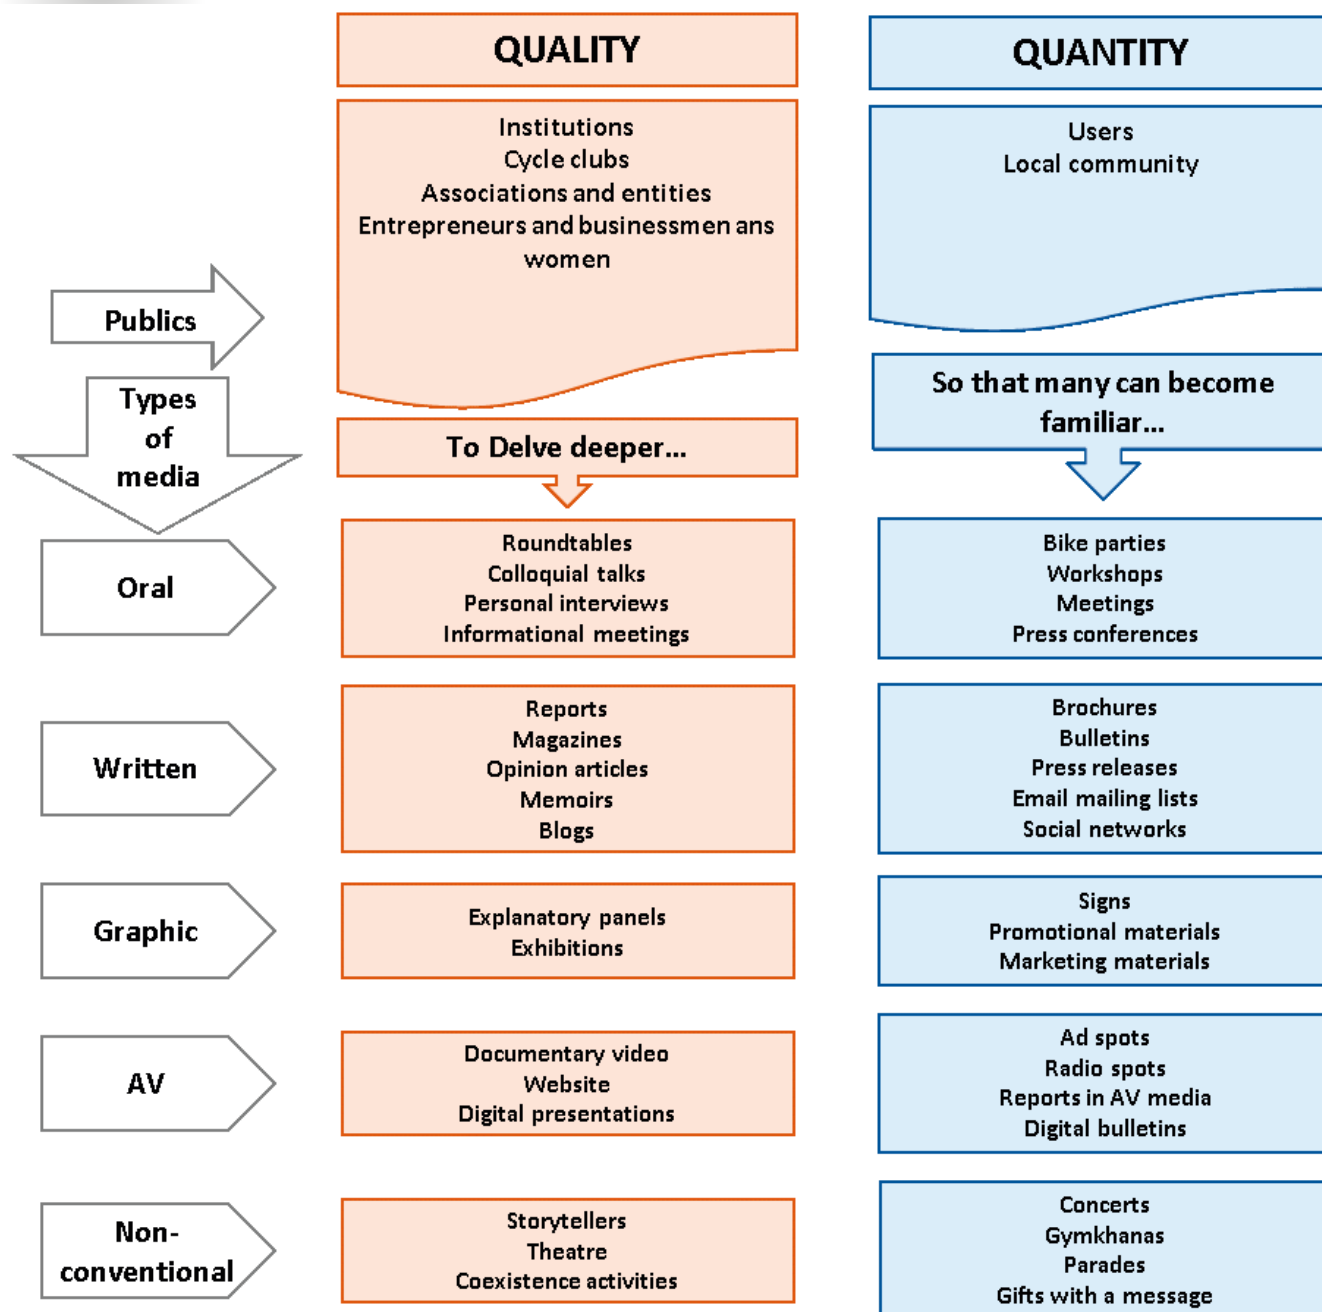 QUALITY
QUANTITY
Institutions
Cycle clubs
Associations and entities
Entrepreneurs and businessmen ans
women
Users
Local community
Publics
Types
of
media
To Delve deeper...
So that many can become
familiar...
Oral
Roundtables
Colloquial talks
Personal interviews
Informational meetings
Bike parties
Workshops
Meetings
Press conferences
Written
Reports
Magazines
Opinion articles
Memoirs
Blogs
Brochures
Bulletins
Press releases
Email mailing lists
Social networks
Graphic
Explanatory panels
Exhibitions
Signs
Promotional materials
Marketing materials
AV
Documentary video
Website
Digital presentations
Ad spots
Radio spots
Reports in AV media
Digital bulletins
Non-
conventional
Storytellers
Theatre
Coexistence activities
Concerts
Gymkhanas
Parades
Gifts with a message